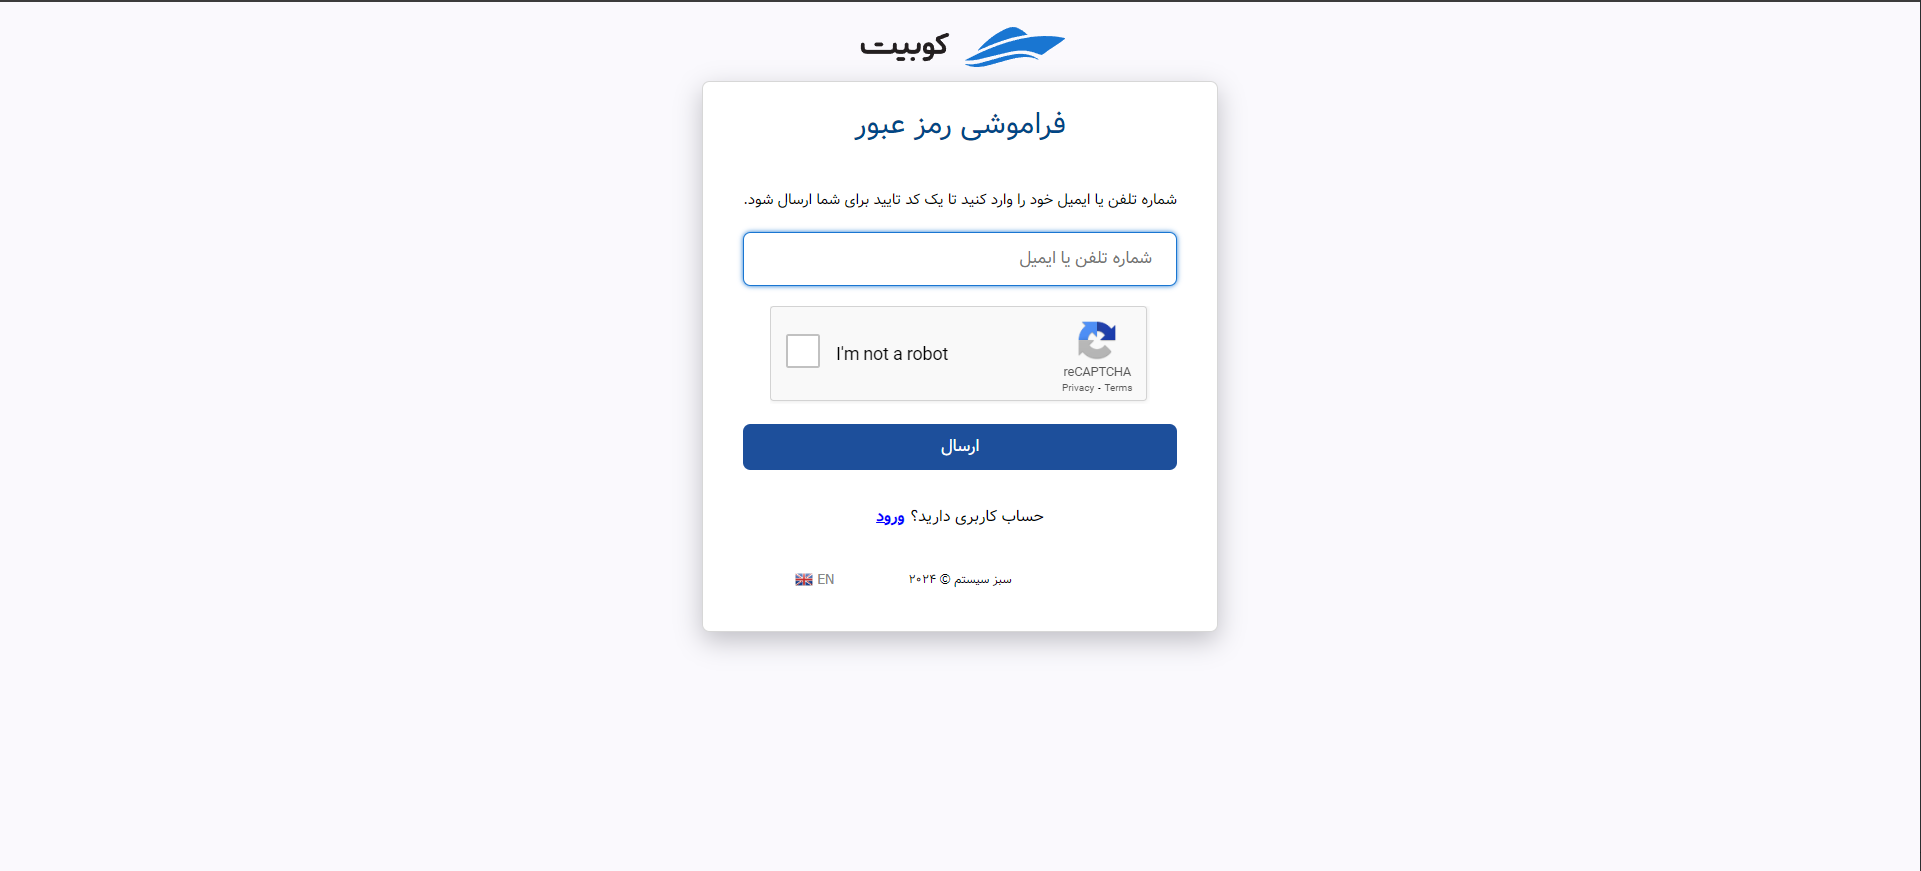 کوبیت
فراموشی رمز عبور
شماره تلفن یا ایمیل خود را وارد کنید تا یک کد تایید برای شما ارسال شود.
شماره تلفن یا ایمیل
I'm not a robot
reCAPTCHA
Privacy - Terms
ارسال
حساب کاربری دارید؟ ورود
سبز سیستم © ۲۰۲۴
EN